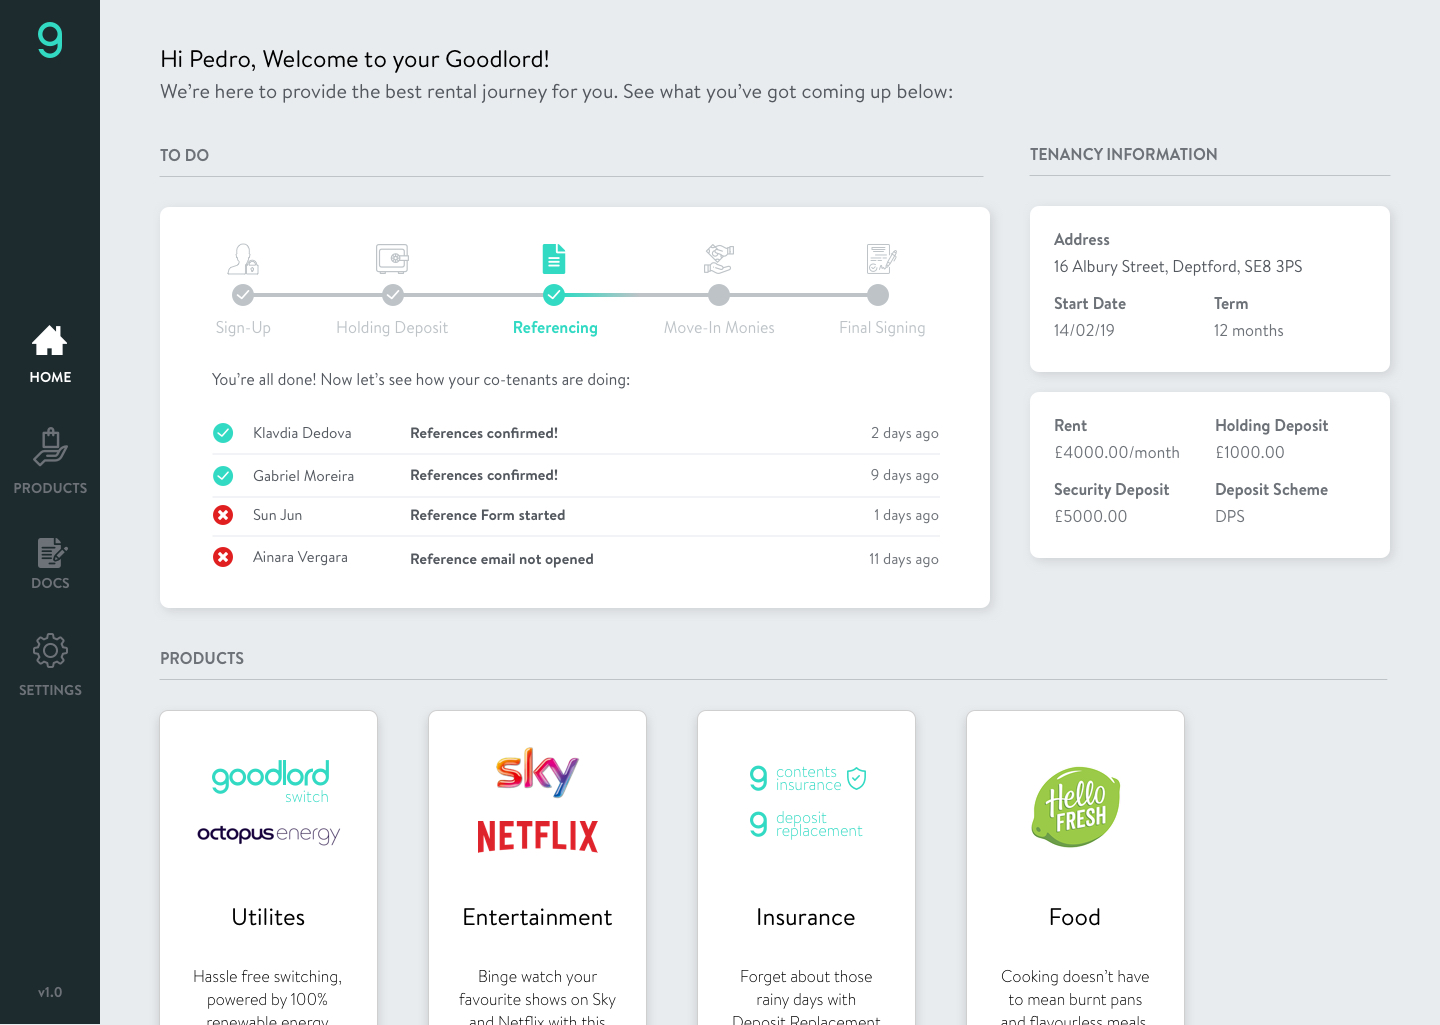 9
Hi Pedro, Welcome to your Goodlord!
We're here to provide the best rental journey for you. See what you've got coming up below:
TO DO
Sign-Up
Holding Deposit
Referencing
Move-In Monies
Final Signing
You're all done! Now let's see how your co-tenants are doing:
Klavdia Dedova References confirmed! 2 days ago
Gabriel Moreira References confirmed! 9 days ago
Sun Jun Reference Form started 1 days ago
Ainara Vergara Reference email not opened 11 days ago
TENANCY INFORMATION
Address
16 Albury Street, Deptford, SE8 3PS
Start Date Term
14/02/19 12 months
Rent Holding Deposit
£4000.00/month £1000.00
Security Deposit Deposit Scheme
£5000.00 DPS
HOME
PRODUCTS
DOCS
SETTINGS
v1.0
PRODUCTS
goodlord
switch
octopus energy
Utilites
Hassle free switching,
powered by 100%
renewable energy
sky
NETFLIX
Entertainment
Binge watch your
favourite shows on Sky
and Netflix with this
9 contents
insurance
9 deposit
replacement
Insurance
Forget about those
rainy days with
Deposit Replacement
Hello
FRESH
Food
Cooking doesn't have
to mean burnt pans
and flavourless meals